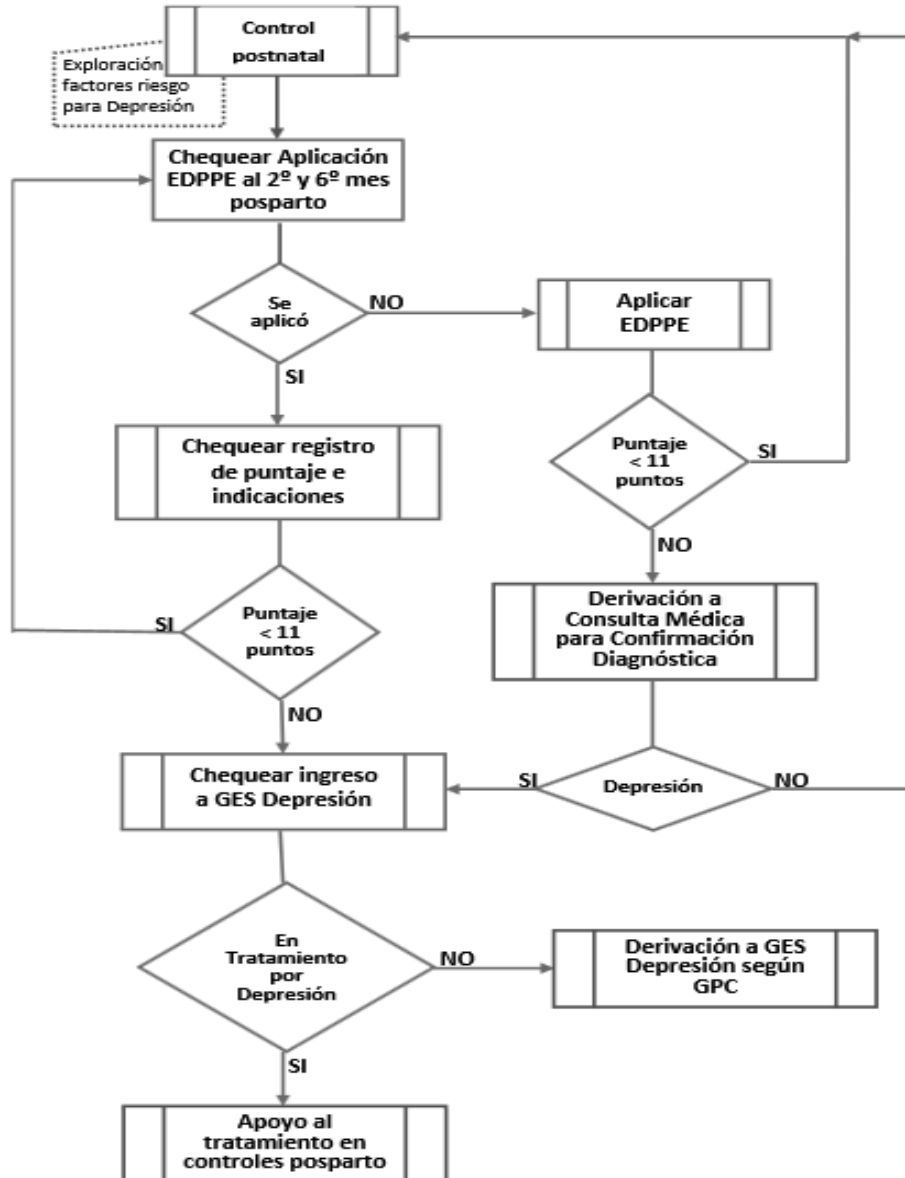 Control
postnatal
Exploración
factores riesgo
para Depresión
Chequear Aplicación
EDPPE al 2º y 6º mes
posparto
Se
aplicó
NO
Aplicar
EDPPE
SI
Chequear registro
de puntaje e
indicaciones
Puntaje
< 11
puntos
SI
NO
Derivación a
Consulta Médica
para Confirmación
Diagnóstica
Puntaje
< 11
puntos
SI
NO
Chequear ingreso
a GES Depresión
SI
Depresión
NO
En
Tratamiento
por
Depresión
NO
Derivación a GES
Depresión según
GPC
SI
Apoyo al
tratamiento en
controles posparto